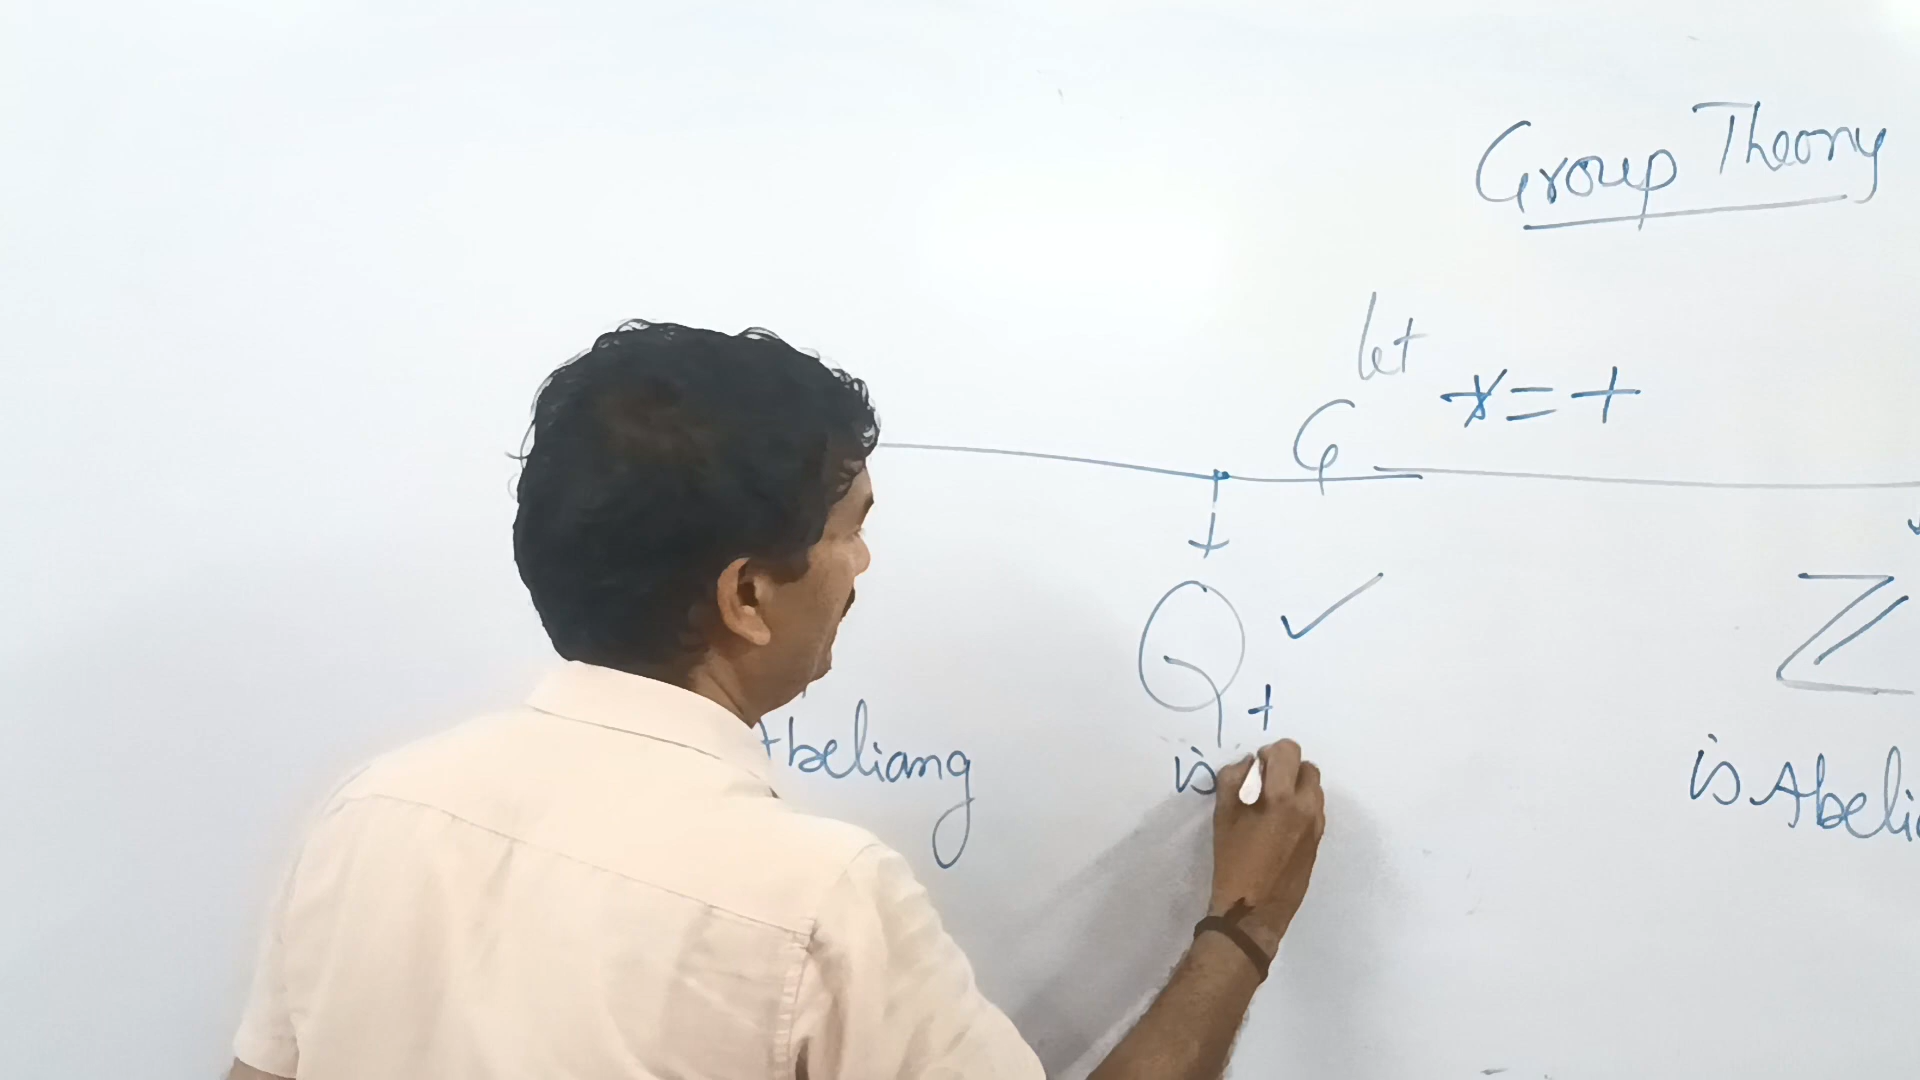 Group Theory
let
* = +
G
Q ✓
+
Z
Abeliang
is
is Abeli